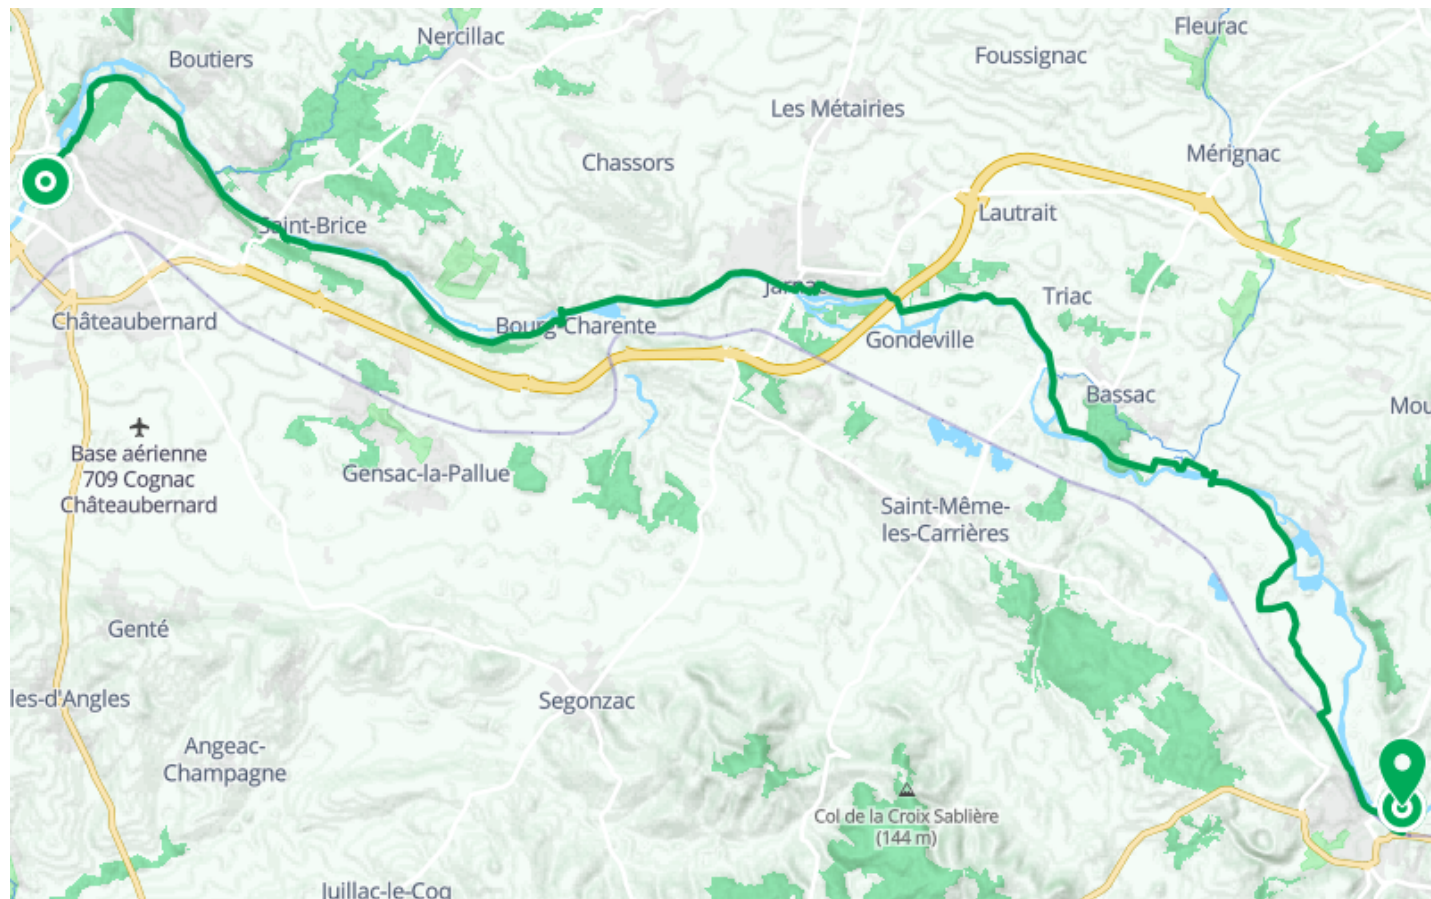 Fleurac
Nercillac
Boutiers
Foussignac
Les Métairies
Mérignac
Chassors
Lautrait
Saint-Brice
Jarnac
Triac
Châteaubernard
Bourg-Charente
Gondeville
Bassac
Mou
Base aérienne
709 Cognac
Châteaubernard
Gensac-la-Pallue
Saint-Même-
les-Carrières
Genté
les-d'Angles
Segonzac
Angeac-
Champagne
Col de la Croix Sablière
(144 m)
Juillac-le-Coq